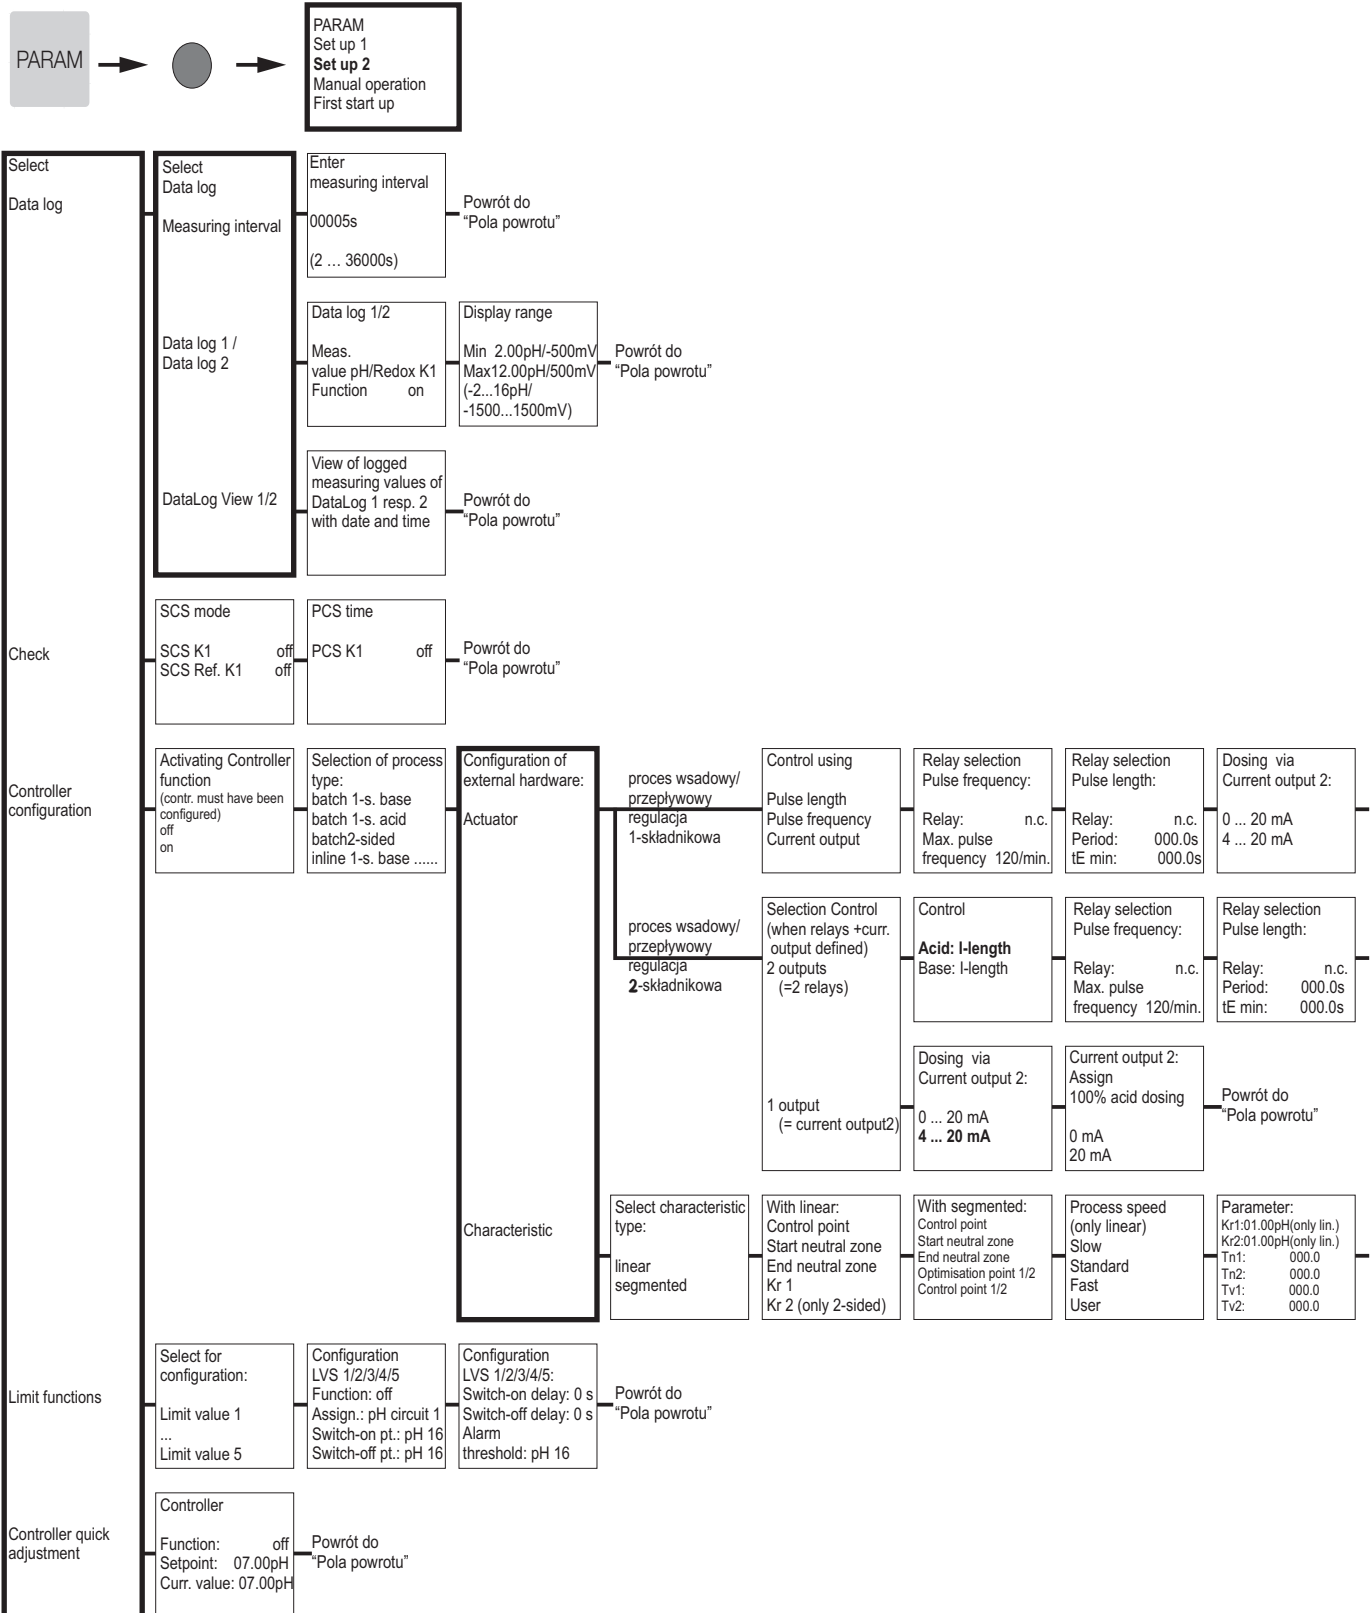 PARAM
PARAM
Set up 1
Set up 2
Manual operation
First start up
Select
Data log
Select
Data log
Measuring interval
Enter
measuring interval
00005s
(2 … 36000s)
Powrót do
“Pola powrotu”
Data log 1 /
Data log 2
Data log 1/2
Meas.
value pH/Redox K1
Function on
Display range
Min 2.00pH/-500mV
Max12.00pH/500mV
(-2...16pH/
-1500...1500mV)
Powrót do
“Pola powrotu”
DataLog View 1/2
View of logged
measuring values of
DataLog 1 resp. 2
with date and time
Powrót do
“Pola powrotu”
Check
SCS mode
SCS K1 off
SCS Ref. K1 off
PCS time
PCS K1 off
Powrót do
“Pola powrotu”
Controller
configuration
Activating Controller
function
(contr. must have been
configured)
off
on
Selection of process
type:
batch 1-s. base
batch 1-s. acid
batch2-sided
inline 1-s. base ......
Configuration of
external hardware:
Actuator
proces wsadowy/
przepływowy
regulacja
1-składnikowa
Control using
Pulse length
Pulse frequency
Current output
Relay selection
Pulse frequency:
Relay: n.c.
Max. pulse
frequency 120/min.
Relay selection
Pulse length:
Relay: n.c.
Period: 000.0s
tE min: 000.0s
Dosing via
Current output 2:
0 ... 20 mA
4 ... 20 mA
proces wsadowy/
przepływowy
regulacja
2-składnikowa
Selection Control
(when relays +curr.
output defined)
2 outputs
(=2 relays)
Control
Acid: I-length
Base: I-length
Relay selection
Pulse frequency:
Relay: n.c.
Max. pulse
frequency 120/min.
Relay selection
Pulse length:
Relay: n.c.
Period: 000.0s
tE min: 000.0s
1 output
(= current output2)
Dosing via
Current output 2:
0 ... 20 mA
4 ... 20 mA
Current output 2:
Assign
100% acid dosing
0 mA
20 mA
Powrót do
“Pola powrotu”
Characteristic
Select characteristic
type:
linear
segmented
With linear:
Control point
Start neutral zone
End neutral zone
Kr 1
Kr 2 (only 2-sided)
With segmented:
Control point
Start neutral zone
End neutral zone
Optimisation point 1/2
Control point 1/2
Process speed
(only linear)
Slow
Standard
Fast
User
Parameter:
Kr1:01.00pH(only lin.)
Kr2:01.00pH(only lin.)
Tn1: 000.0
Tn2: 000.0
Tv1: 000.0
Tv2: 000.0
Limit functions
Select for
configuration:
Limit value 1
...
Limit value 5
Configuration
LVS 1/2/3/4/5
Function: off
Assign.: pH circuit 1
Switch-on pt.: pH 16
Switch-off pt.: pH 16
Configuration
LVS 1/2/3/4/5:
Switch-on delay: 0 s
Switch-off delay: 0 s
Alarm
threshold: pH 16
Powrót do
“Pola powrotu”
Controller quick
adjustment
Controller
Function: off
Setpoint: 07.00pH
Curr. value: 07.00pH
Powrót do
“Pola powrotu”